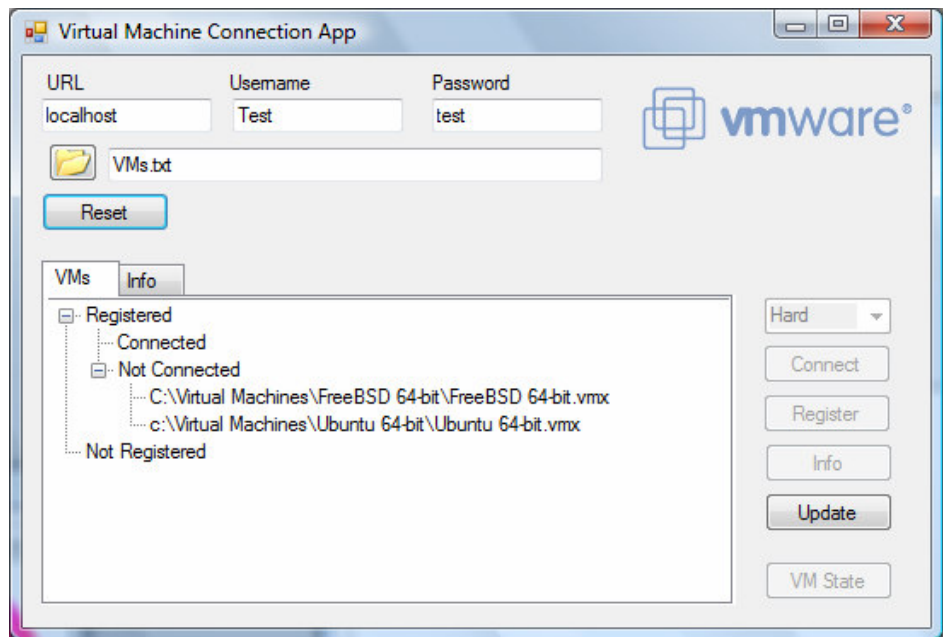 Virtual Machine Connection App
URL Username Password
localhost Test test
vmware®
VMs.txt
Reset
VMs Info
Registered
Connected
Not Connected
C:\Virtual Machines\FreeBSD 64-bit\FreeBSD 64-bit.vmx
c:\Virtual Machines\Ubuntu 64-bit\Ubuntu 64-bit.vmx
Not Registered
Hard
Connect
Register
Info
Update
VM State